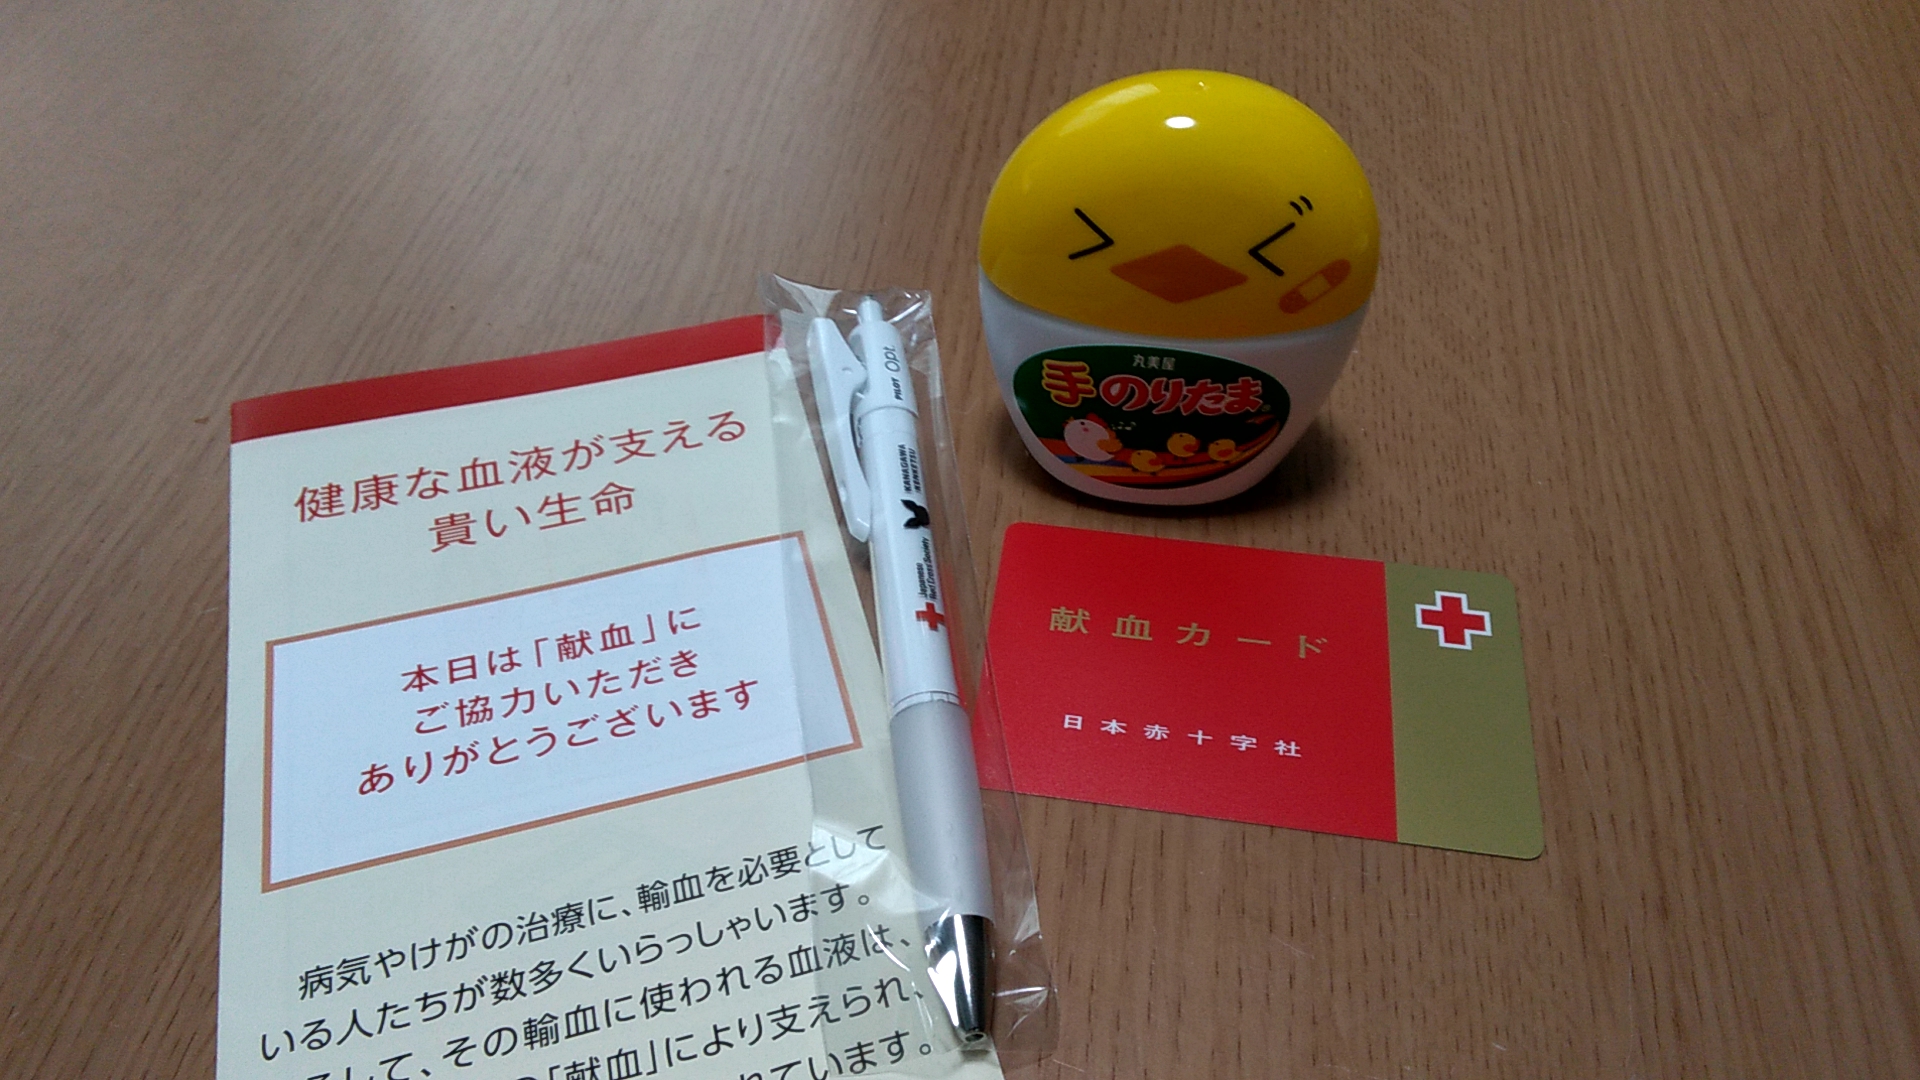 健康な血液が支える
貴い生命
本日は「献血」に
ご協力いただき
ありがとうございます
病気やけがの治療に、輸血を必要として
いる人たちが数多くいらっしゃいます。
そして、その輸血に使われる血液は、
「献血」により支えられ、
れています。
PILOT Opt.
KANAGAWA
KENKETSU
Japanese
Red Cross Society
丸美屋
手のりたま
献血カード
日本赤十字社